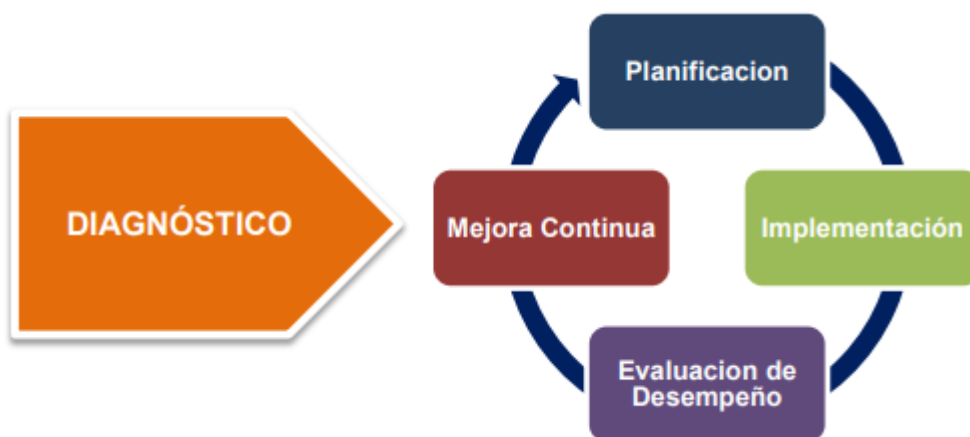 DIAGNÓSTICO
Planificacion
Implementación
Evaluacion de
Desempeño
Mejora Continua